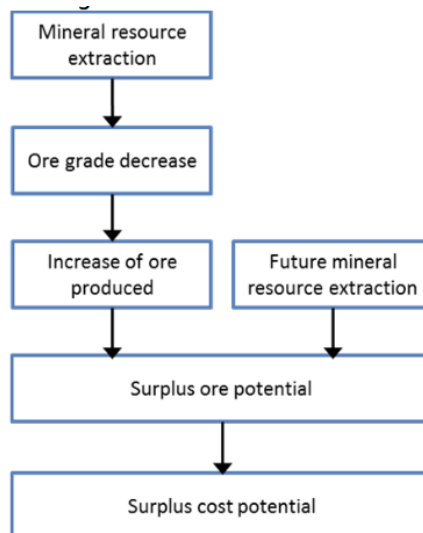 Mineral resource
extraction
Ore grade decrease
Increase of ore
produced
Future mineral
resource extraction
Surplus ore potential
Surplus cost potential